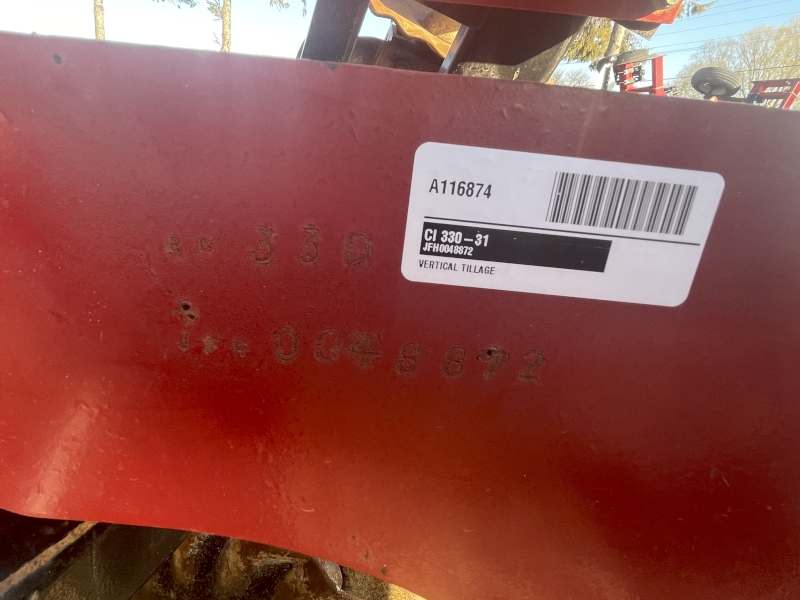 A116874
CI 330-31
JFH0048872
VERTICAL TILLAGE
330
0048872